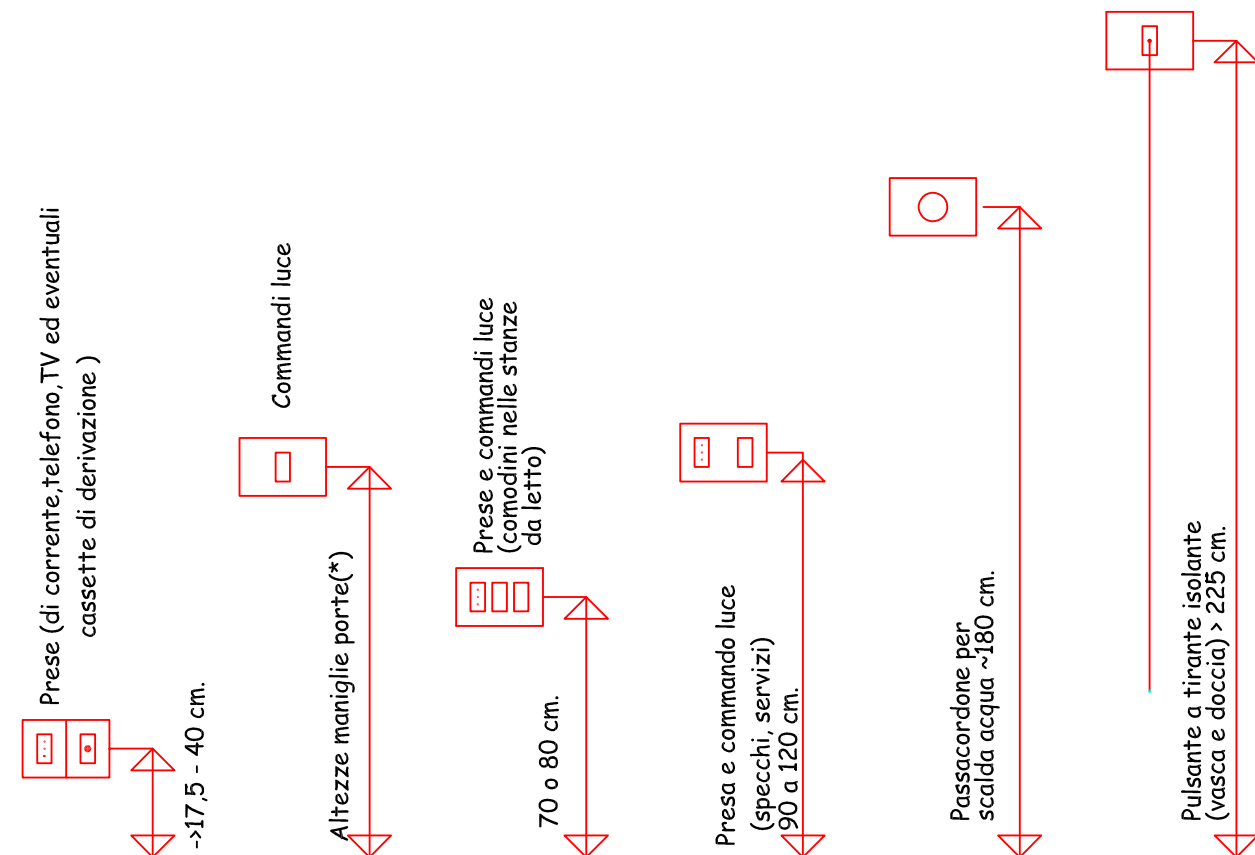 Prese (di corrente,telefono,TV ed eventuali
cassette di derivazione )
->17,5 - 40 cm.
Commandi luce
Altezze maniglie porte(*)
Prese e commandi luce
(comodini nelle stanze
da letto)
70 o 80 cm.
Presa e commando luce
(specchi, servizi)
90 a 120 cm.
Passacordone per
scalda acqua ~180 cm.
Pulsante a tirante isolante
(vasca e doccia) > 225 cm.